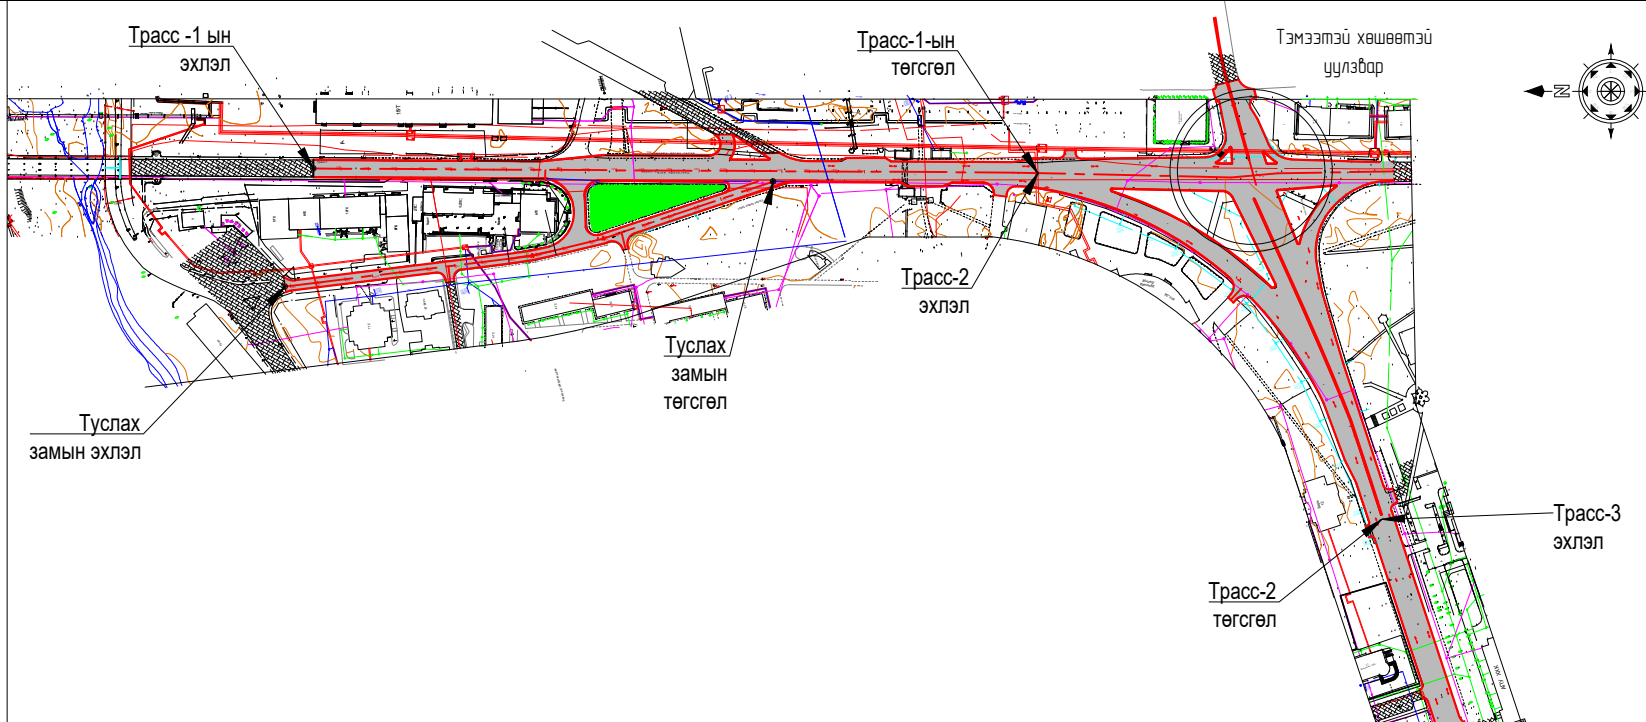 Трасс -1 ын
эхлэл
Трасс-1-ын
төгсгөл
Тэмээтэй хөшөөтэй
уулзвар
N
Трасс-2
эхлэл
Туслах
замын
төгсгөл
Туслах
замын эхлэл
Трасс-3
эхлэл
Трасс-2
төгсгөл